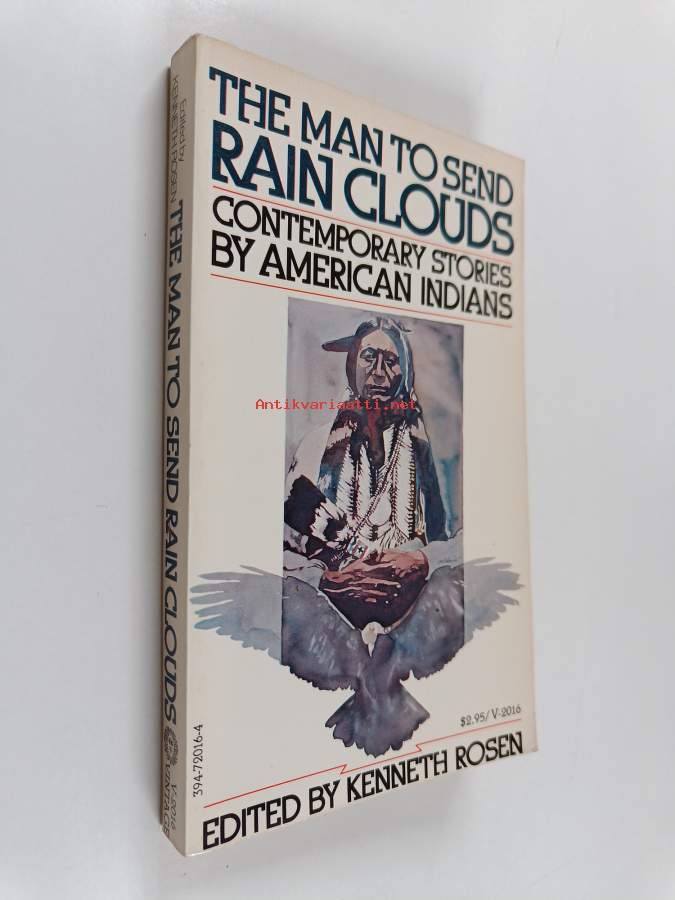 THE MAN TO SEND
RAIN CLOUDS
CONTEMPORARY STORIES
BY AMERICAN INDIANS
Antikvariaatti.net
$2.95/V-2016
EDITED BY KENNETH ROSEN
394-72016-4
Edited by
KENNETH ROSEN
THE MAN TO SEND RAIN CLOUDS
V-2016
VINTAGE